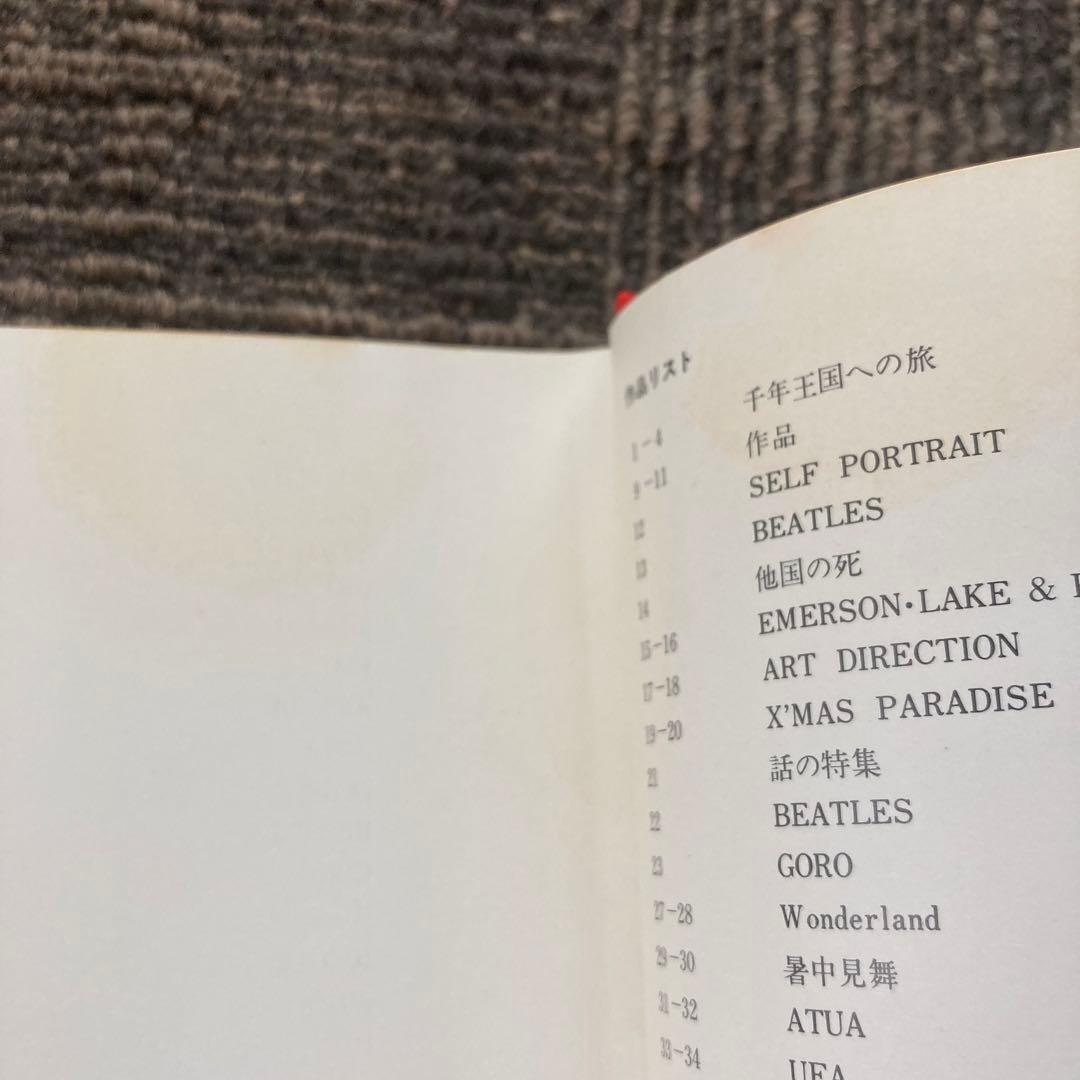 作品リスト
1-4 千年王国への旅
9-11 作品
12 SELF PORTRAIT
13 BEATLES
14 他国の死
15-16 EMERSON・LAKE &
17-18 ART DIRECTION
19-20 X'MAS PARADISE
21 話の特集
22 BEATLES
23 GORO
27-28 Wonderland
29-30 暑中見舞
31-32 ATUA
33-34